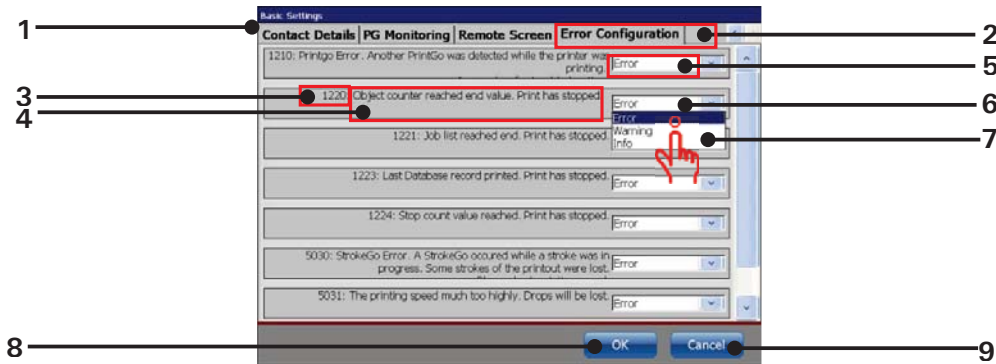 Basic Settings
1
Contact Details PG Monitoring Remote Screen Error Configuration
2
1210: Printgo Error. Another PrintGo was detected while the printer was
printing.
Error
5
3
1220: Object counter reached end value. Print has stopped.
Error
6
4
Error
Warning
Info
7
1221: Job list reached end. Print has stopped.
1223: Last Database record printed. Print has stopped.
Error
1224: Stop count value reached. Print has stopped.
Error
5030: StrokeGo Error. A StrokeGo occured while a stroke was in
progress. Some strokes of the printout were lost.
Error
5031: The printing speed much too highly. Drops will be lost.
Error
8
OK
Cancel
9